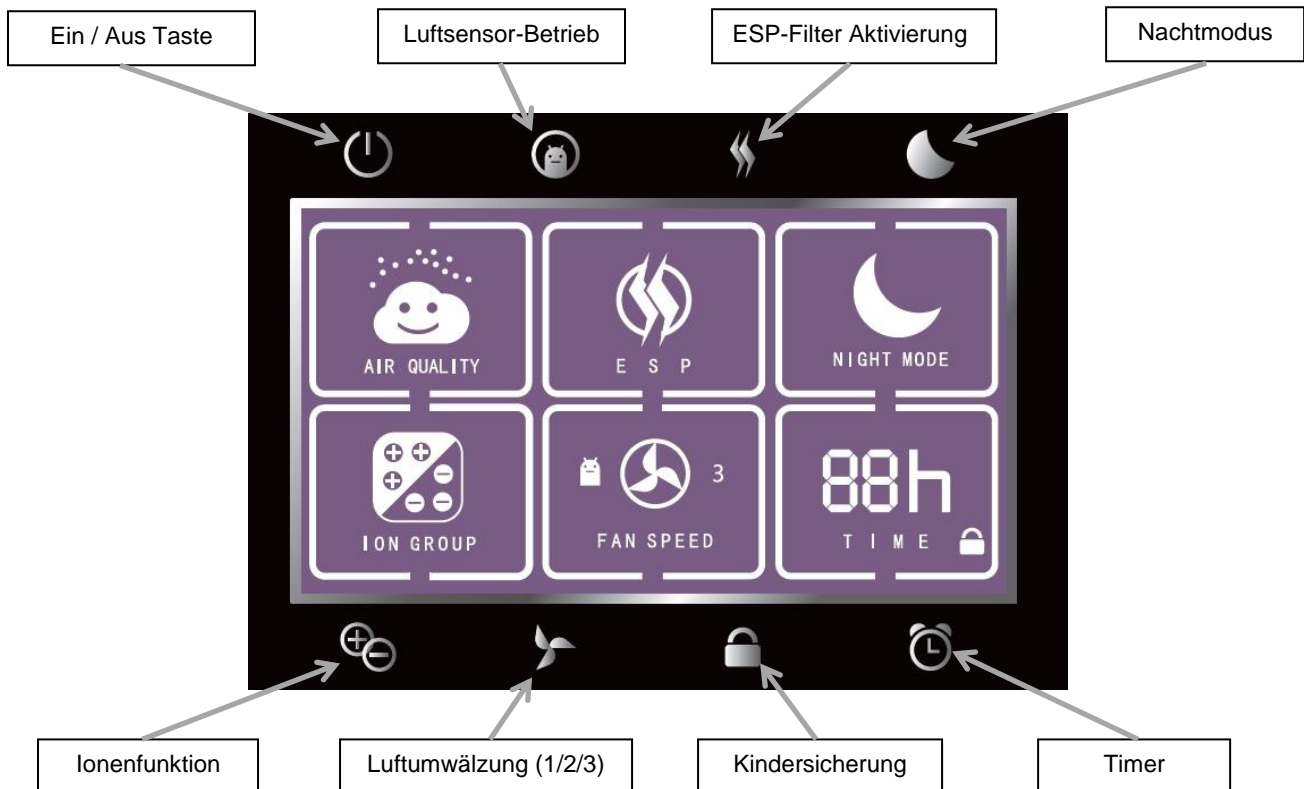 Ein / Aus Taste
Luftsensor-Betrieb
ESP-Filter Aktivierung
Nachtmodus
AIR QUALITY
E S P
NIGHT MODE
ION GROUP
3
FAN SPEED
88h
T I M E
Ionenfunktion
Luftumwälzung (1/2/3)
Kindersicherung
Timer